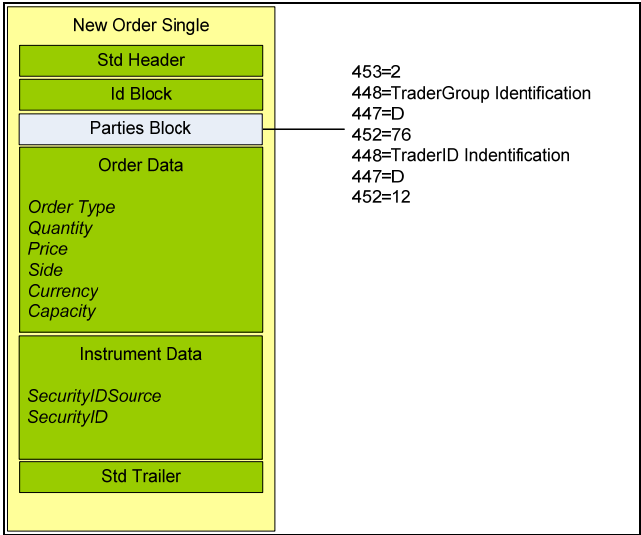 New Order Single
Std Header
Id Block
Parties Block
Order Data
Order Type
Quantity
Price
Side
Currency
Capacity
Instrument Data
SecurityIDSource
SecurityID
Std Trailer
453=2
448=TraderGroup Identification
447=D
452=76
448=TraderID Indentification
447=D
452=12